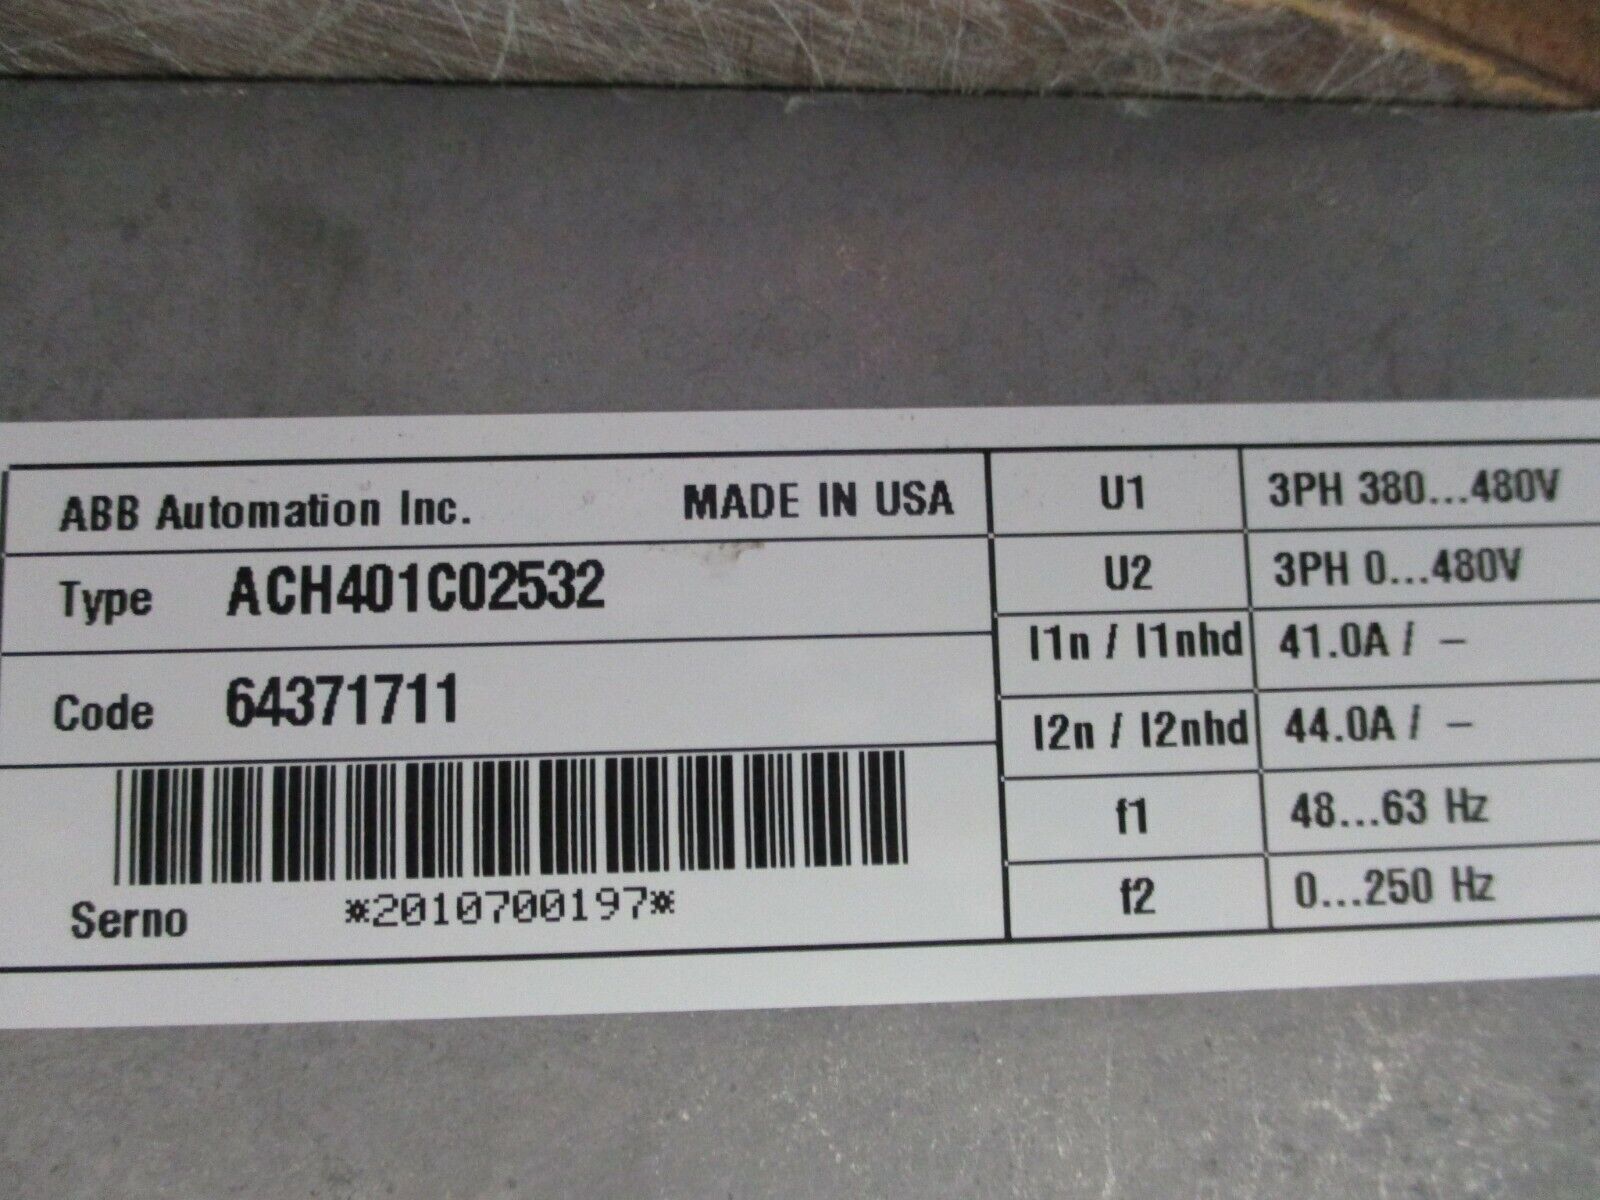 ABB Automation Inc. MADE IN USA
Type ACH401C02532
Code 64371711
Serno *2010700197*
U1 3PH 380...480V
U2 3PH 0...480V
I1n / I1nhd 41.0A / –
I2n / I2nhd 44.0A / –
f1 48...63 Hz
f2 0...250 Hz